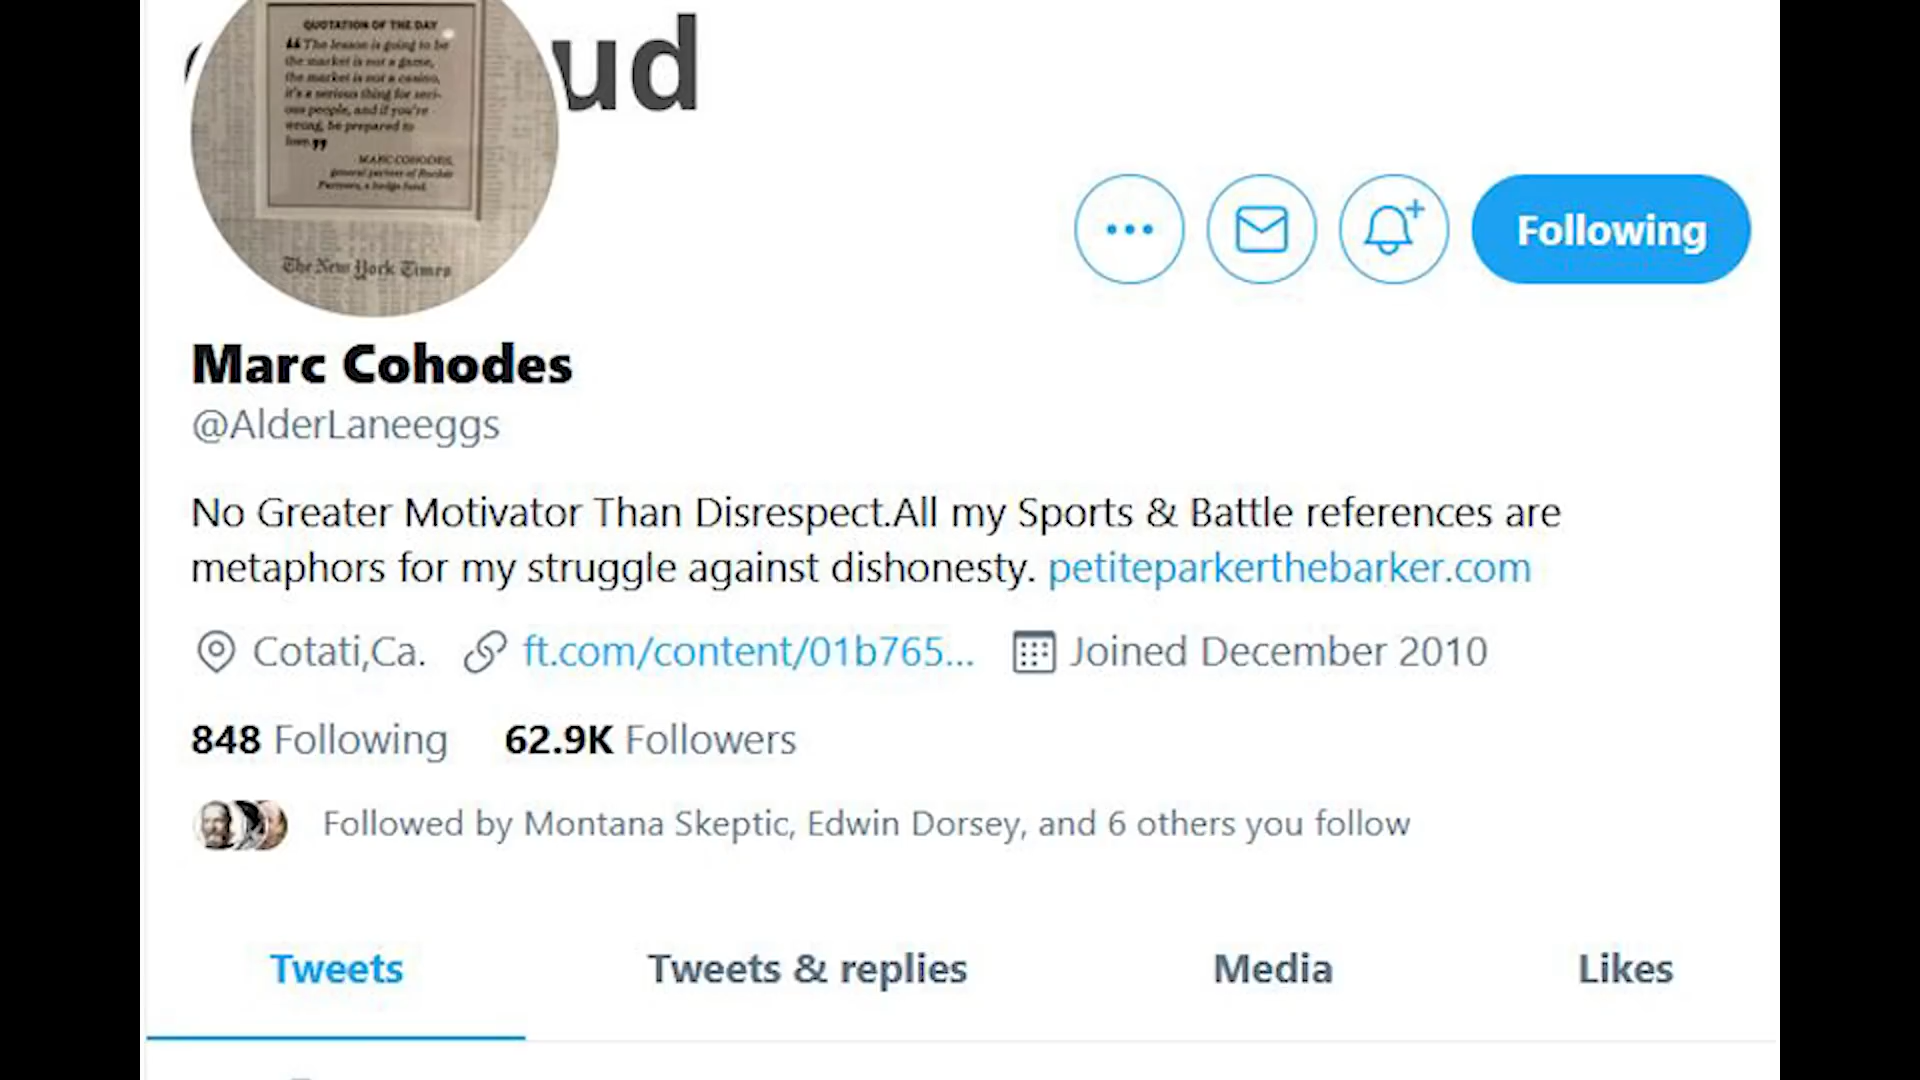 QUOTATION OF THE DAY
“The lesson is going to be
the market is not a game,
the market is not a casino,
it's a serious thing for seri-
ous people, and if you're
wrong, be prepared to
lose.”
MARC COHODES,
general partner of Rocker
Partners, a hedge fund.
The New York Times
ud
Following
Marc Cohodes
@AlderLaneeggs
No Greater Motivator Than Disrespect.All my Sports & Battle references are
metaphors for my struggle against dishonesty. petiteparkerthebarker.com
Cotati,Ca. ft.com/content/01b765... Joined December 2010
848 Following 62.9K Followers
Followed by Montana Skeptic, Edwin Dorsey, and 6 others you follow
Tweets Tweets & replies Media Likes